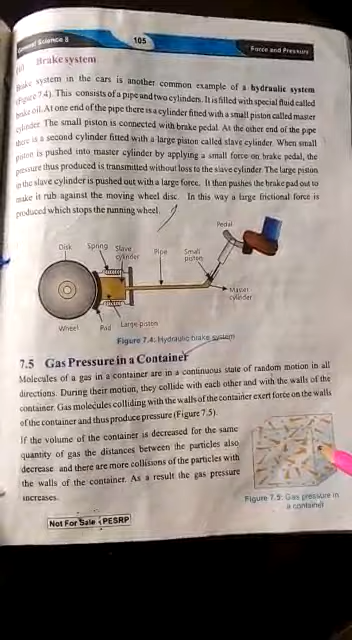 General Science 8
105
Force and Pressure
Brake system
Brake system in the cars is another common example of a hydraulic system
(Figure 7.4). This consists of a pipe and two cylinders. It is filled with special fluid called
brake oil. At one end of the pipe there is a cylinder fitted with a small piston called master
cylinder. The small piston is connected with brake pedal. At the other end of the pipe
there is a second cylinder fitted with a large piston called slave cylinder. When small
piston is pushed into master cylinder by applying a small force on brake pedal, the
pressure thus produced is transmitted without loss to the slave cylinder. The large piston
in the slave cylinder is pushed out with a large force. It then pushes the brake pad out to
make it rub against the moving wheel disc. In this way a large frictional force is
produced which stops the running wheel.
Pedal
Disk
Spring
Slave cylinder
Pipe
Small piston
Master cylinder
Wheel
Pad
Large piston
Figure 7.4: Hydraulic brake system
7.5 Gas Pressure in a Container
Molecules of a gas in a container are in a continuous state of random motion in all
directions. During their motion, they collide with each other and with the walls of the
container. Gas molecules colliding with the walls of the container exert force on the walls
of the container and thus produce pressure (Figure 7.5).
If the volume of the container is decreased for the same
quantity of gas the distances between the particles also
decrease and there are more collisions of the particles with
the walls of the container. As a result the gas pressure
increases.
Figure 7.5: Gas pressure in
a container
Not For Sale - PESRP